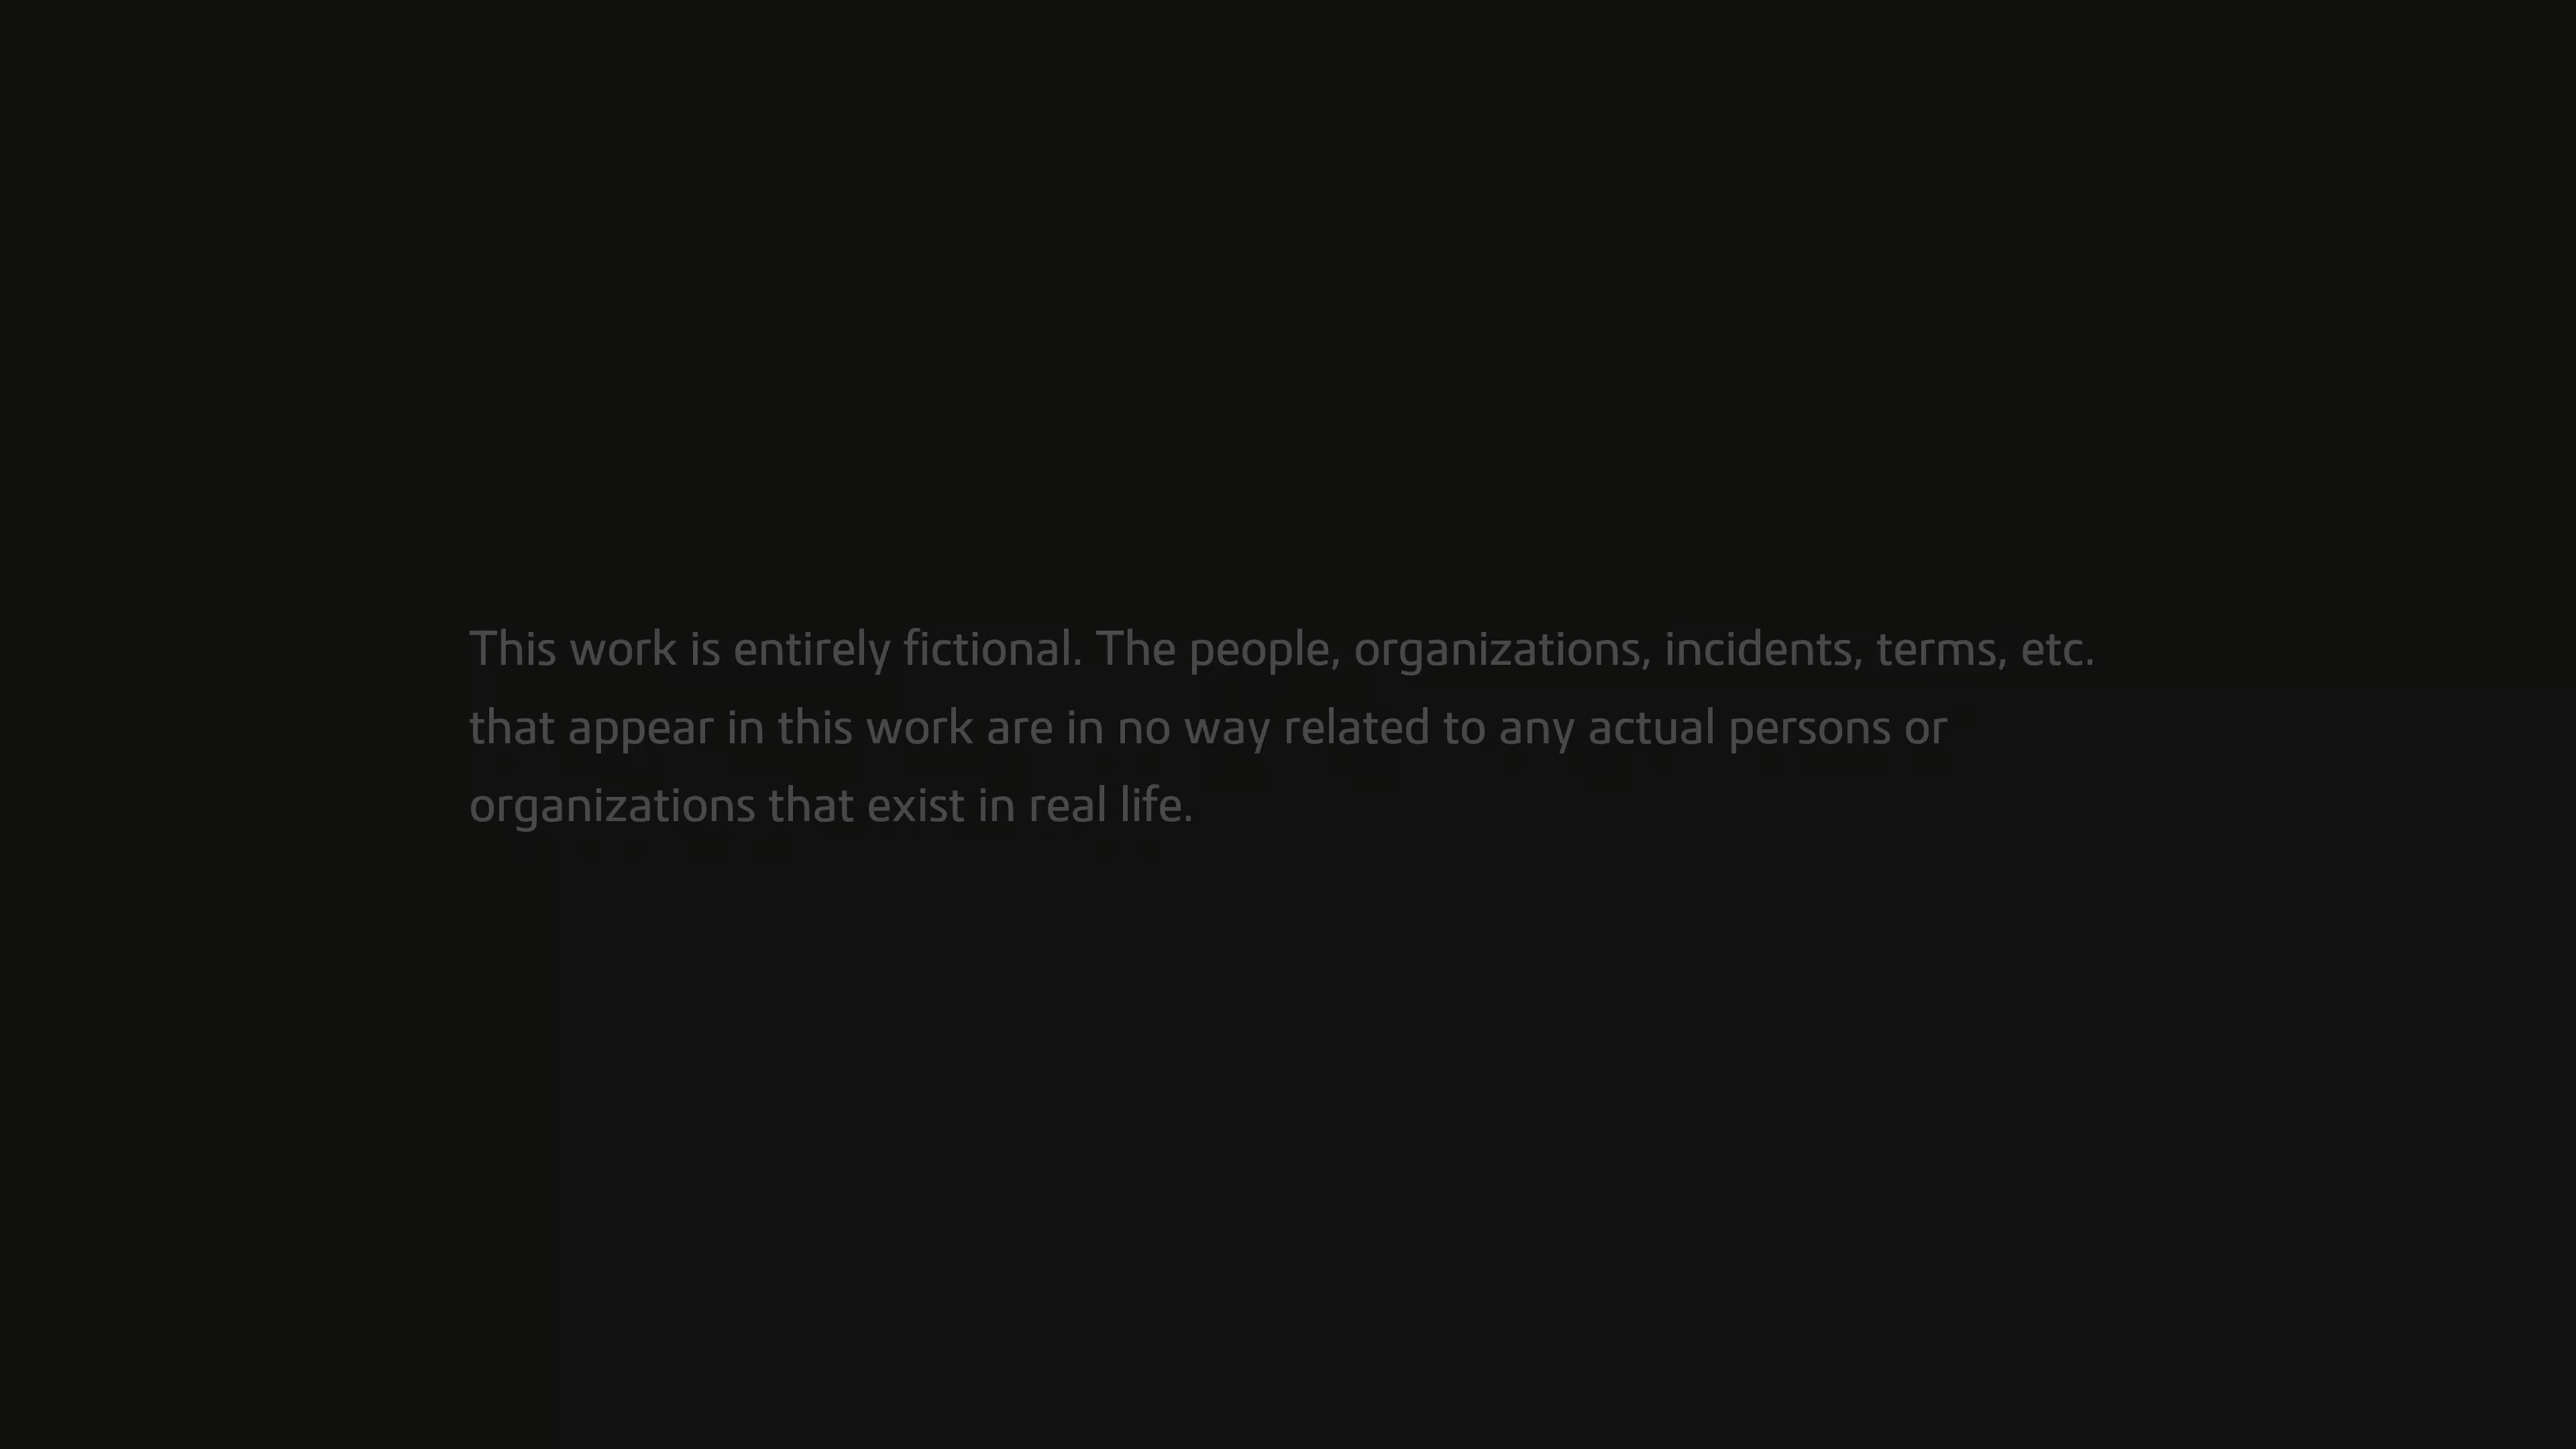 This work is entirely fictional. The people, organizations, incidents, terms, etc.
that appear in this work are in no way related to any actual persons or
organizations that exist in real life.